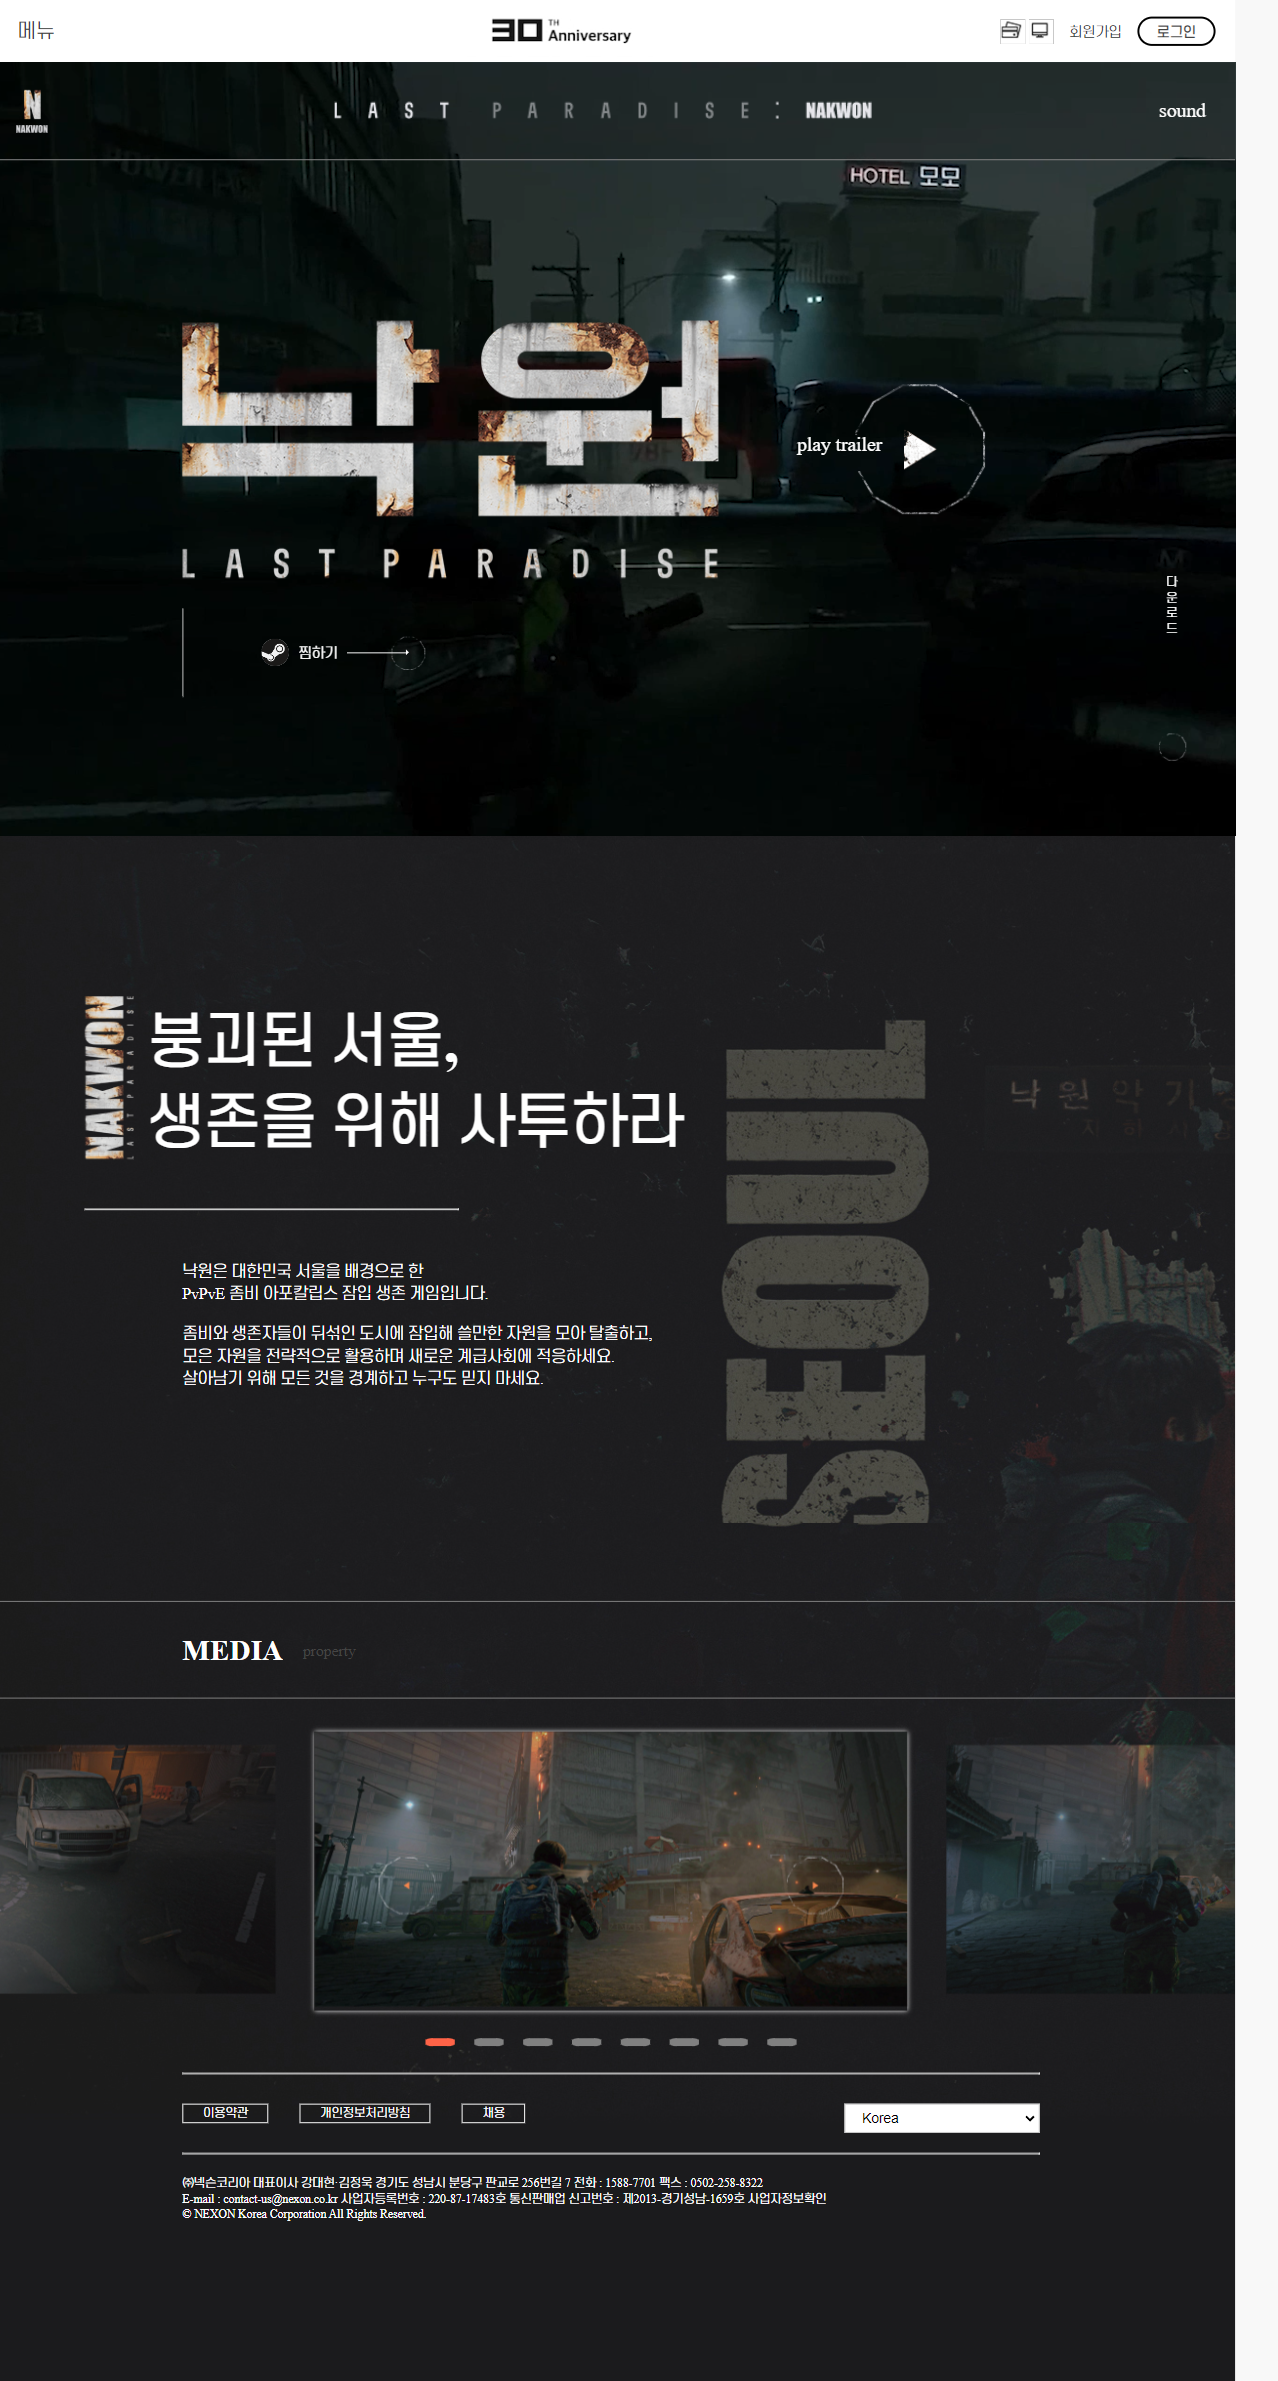 메뉴
30 TH Anniversary
회원가입
로그인
N
NAKWON
LAST PARADISE : NAKWON
sound
HOTEL 모모
낙원
play trailer
LAST PARADISE
다운로드
찜하기
NAKWON
LAST PARADISE
붕괴된 서울,
생존을 위해 사투하라
SEOUL
낙원악기
낙원은 대한민국 서울을 배경으로 한
PvPvE 좀비 아포칼립스 잠입 생존 게임입니다.
좀비와 생존자들이 뒤섞인 도시에 잠입해 쓸만한 자원을 모아 탈출하고,
모은 자원을 전략적으로 활용하며 새로운 계급사회에 적응하세요.
살아남기 위해 모든 것을 경계하고 누구도 믿지 마세요.
MEDIA property
이용약관
개인정보처리방침
채용
Korea
㈜넥슨코리아 대표이사 강대현·김정욱 경기도 성남시 분당구 판교로 256번길 7 전화 : 1588-7701 팩스 : 0502-258-8322
E-mail : contact-us@nexon.co.kr 사업자등록번호 : 220-87-17483호 통신판매업 신고번호 : 제2013-경기성남-1659호 사업자정보확인
© NEXON Korea Corporation All Rights Reserved.